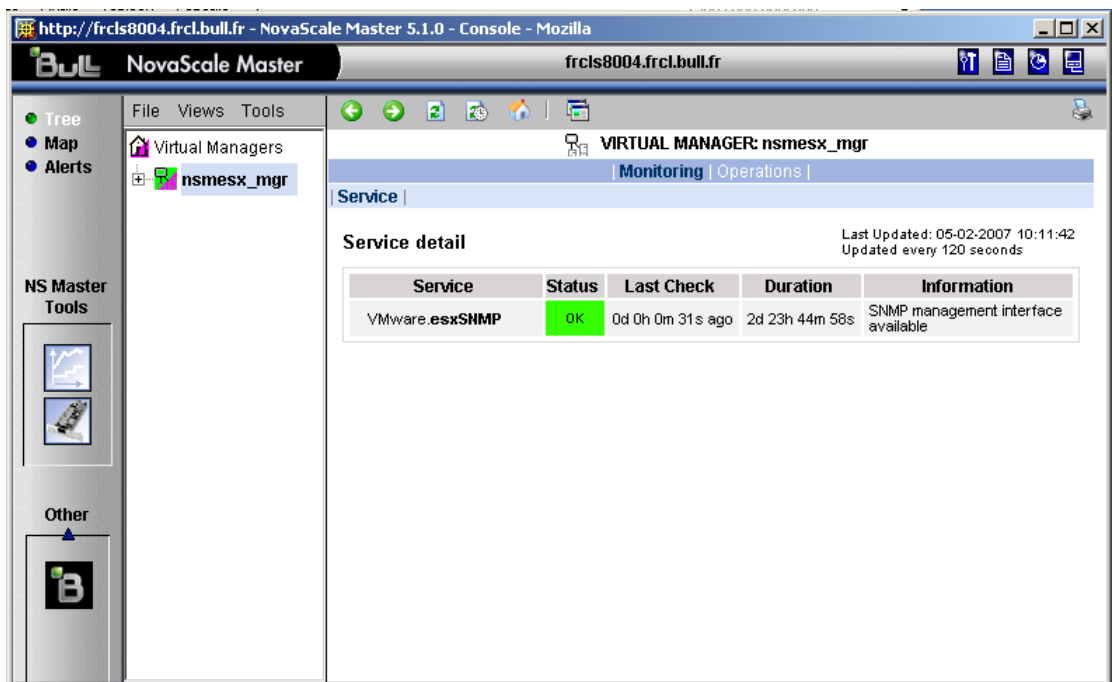 http://frcls8004.frcl.bull.fr - NovaScale Master 5.1.0 - Console - Mozilla
Bull NovaScale Master
frcls8004.frcl.bull.fr
Tree
Map
Alerts
NS Master
Tools
Other
B
File Views Tools
Virtual Managers
nsmesx_mgr
VIRTUAL MANAGER: nsmesx_mgr
| Monitoring | Operations |
| Service |
Service detail
Last Updated: 05-02-2007 10:11:42
Updated every 120 seconds
Service Status Last Check Duration Information
VMware.esxSNMP OK 0d 0h 0m 31s ago 2d 23h 44m 58s SNMP management interface
available